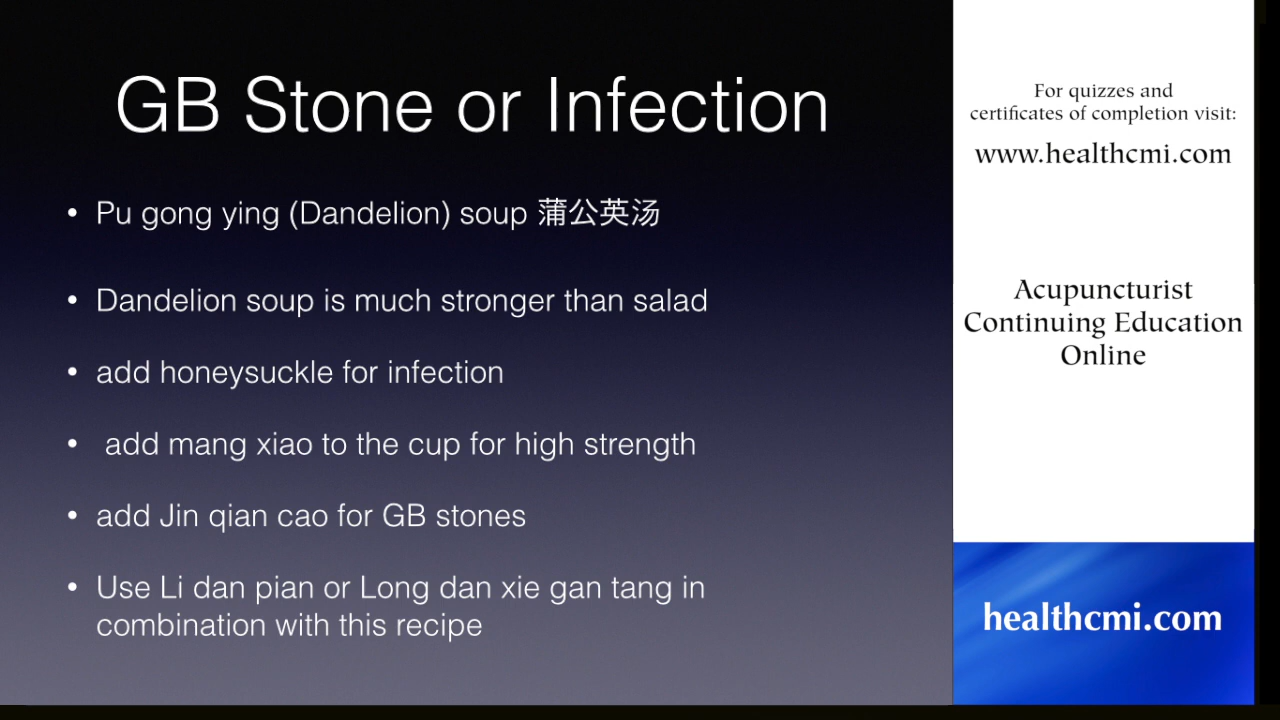 GB Stone or Infection
• Pu gong ying (Dandelion) soup 蒲公英汤
• Dandelion soup is much stronger than salad
• add honeysuckle for infection
• add mang xiao to the cup for high strength
• add Jin qian cao for GB stones
• Use Li dan pian or Long dan xie gan tang in
combination with this recipe
For quizzes and
certificates of completion visit:
www.healthcmi.com
Acupuncturist
Continuing Education
Online
healthcmi.com